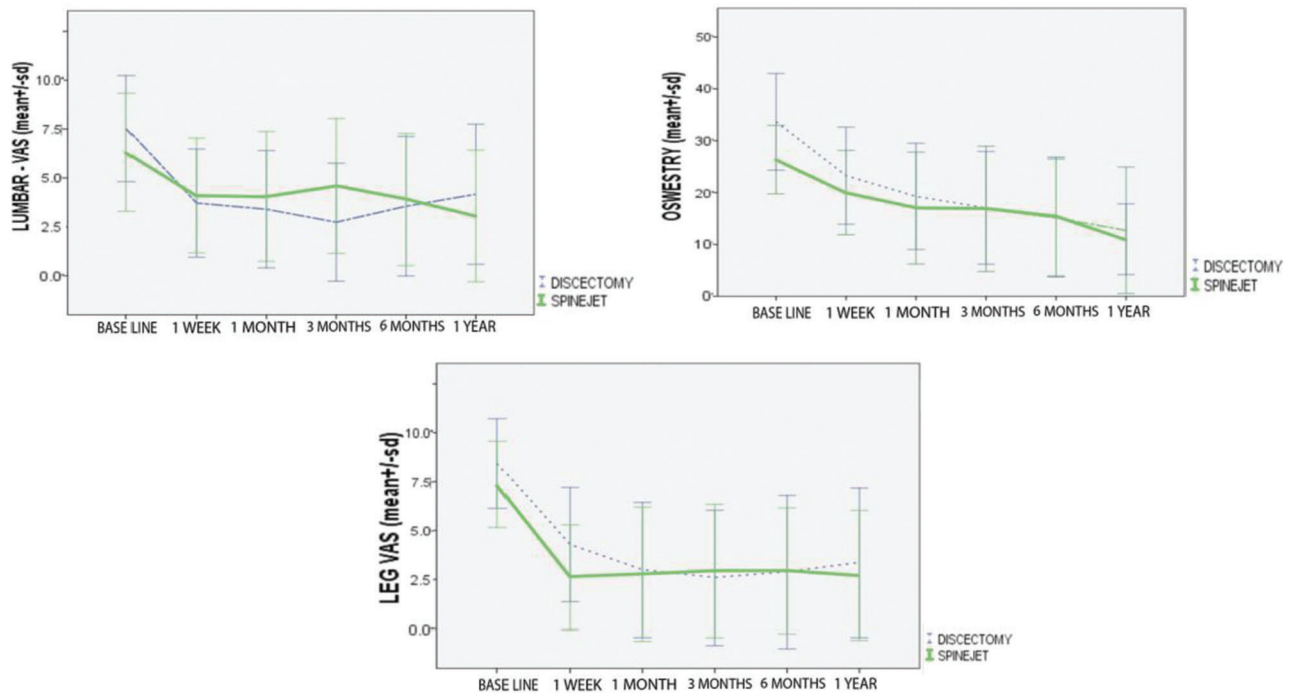 LUMBAR - VAS (mean+/-sd)
10.0
7.5
5.0
2.5
0.0
BASE LINE 1 WEEK 1 MONTH 3 MONTHS 6 MONTHS 1 YEAR
DISCECTOMY
SPINEJET
OSWESTRY (mean+/-sd)
50
40
30
20
10
0
BASE LINE 1 WEEK 1 MONTH 3 MONTHS 6 MONTHS 1 YEAR
DISCECTOMY
SPINEJET
LEG VAS (mean+/-sd)
10.0
7.5
5.0
2.5
0.0
BASE LINE 1 WEEK 1 MONTH 3 MONTHS 6 MONTHS 1 YEAR
DISCECTOMY
SPINEJET